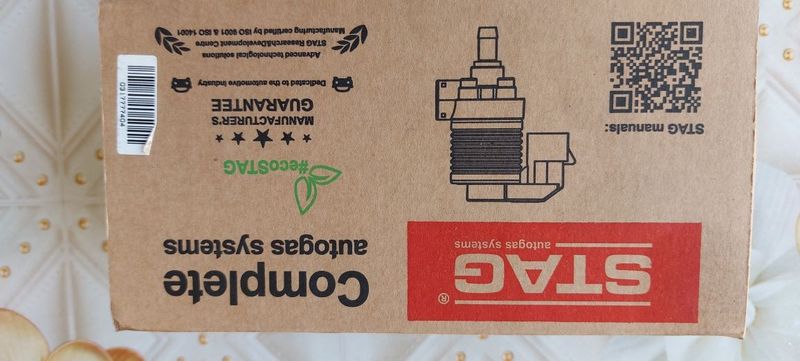 STAG®
autogas systems
Complete
autogas systems
#ecoSTAG
MANUFACTURER'S
GUARANTEE
Dedicated to the automotive industry
Advanced technological solutions
STAG Research&Development Centre
Manufacturing certified by ISO 9001 & ISO 14001
STAG manuals:
0317777404